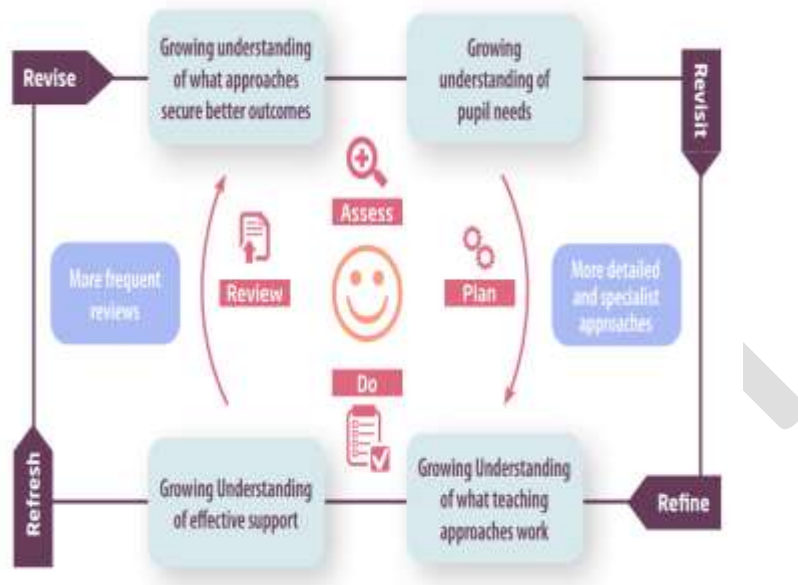 Revise
Growing understanding
of what approaches
secure better outcomes
Growing
understanding of
pupil needs
Revisit
Assess
Review
Plan
More frequent
reviews
More detailed
and specialist
approaches
Do
Refresh
Growing Understanding
of effective support
Growing Understanding
of what teaching
approaches work
Refine